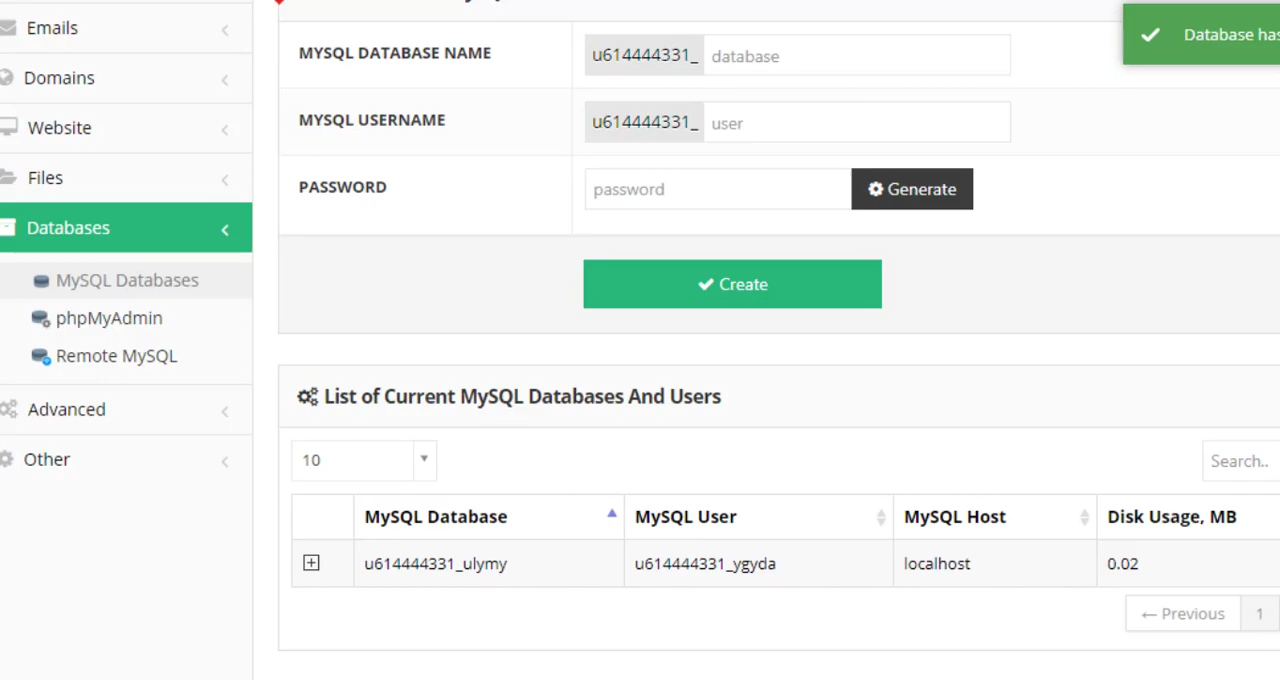 Emails
Domains
Website
Files
Databases
MySQL Databases
phpMyAdmin
Remote MySQL
Advanced
Other
MYSQL DATABASE NAME
u614444331_ database
MYSQL USERNAME
u614444331_ user
PASSWORD
password Generate
Create
Database has
List of Current MySQL Databases And Users
10
Search..
MySQL Database MySQL User MySQL Host Disk Usage, MB
u614444331_ulymy u614444331_ygyda localhost 0.02
← Previous 1